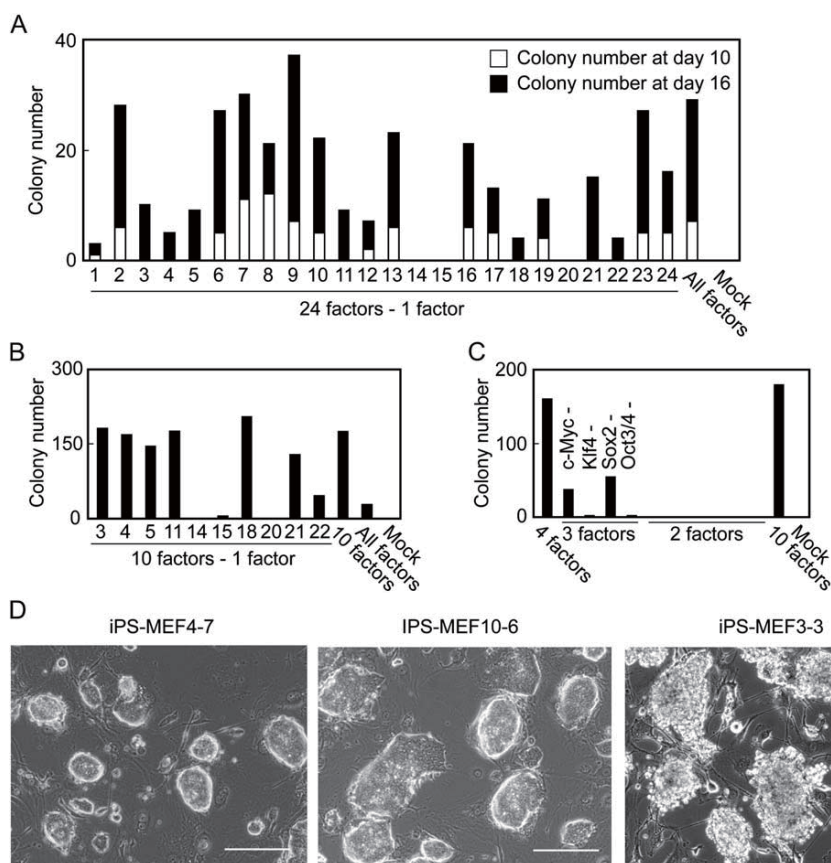 A
40
20
0
Colony number
Colony number at day 10
Colony number at day 16
1 2 3 4 5 6 7 8 9 10 11 12 13 14 15 16 17 18 19 20 21 22 23 24 All factors Mock
24 factors - 1 factor
B
300
150
0
Colony number
3 4 5 11 14 15 18 20 21 22 10 factors All factors Mock
10 factors - 1 factor
C
200
100
0
Colony number
c-Myc -
Klf4 -
Sox2 -
Oct3/4 -
4 factors 3 factors 2 factors 10 factors Mock
D
iPS-MEF4-7 IPS-MEF10-6 iPS-MEF3-3